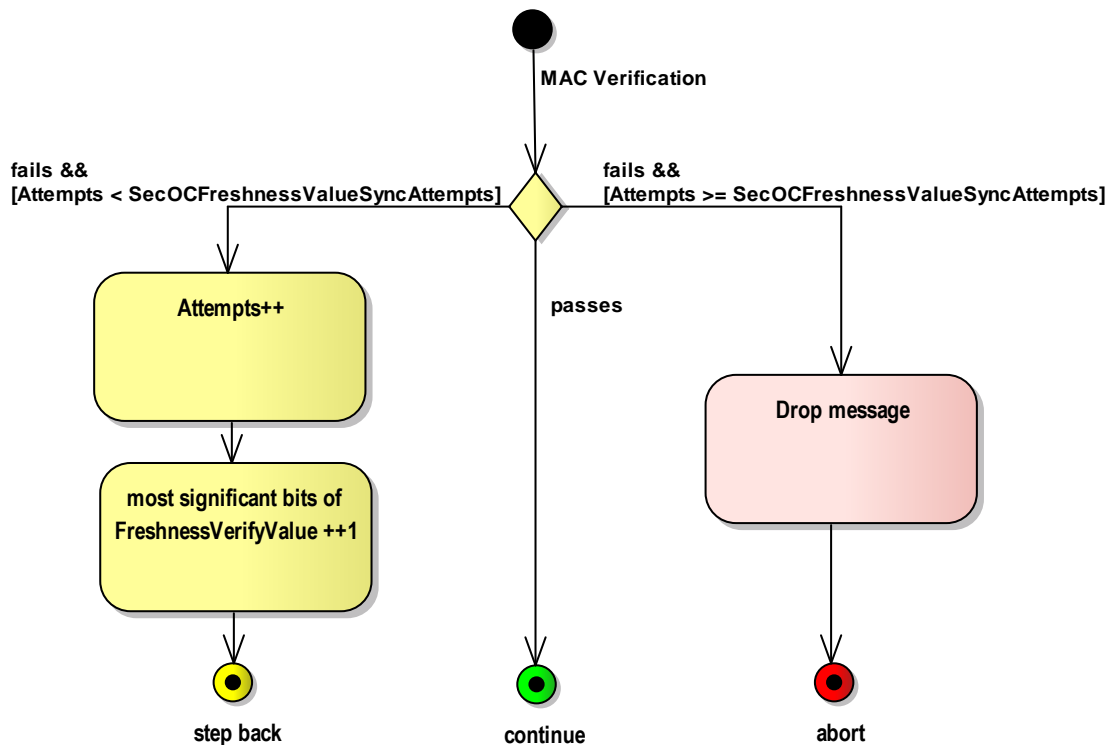 MAC Verification
fails &&
[Attempts < SecOCFreshnessValueSyncAttempts]
fails &&
[Attempts >= SecOCFreshnessValueSyncAttempts]
Attempts++
passes
Drop message
most significant bits of
FreshnessVerifyValue ++1
step back
continue
abort